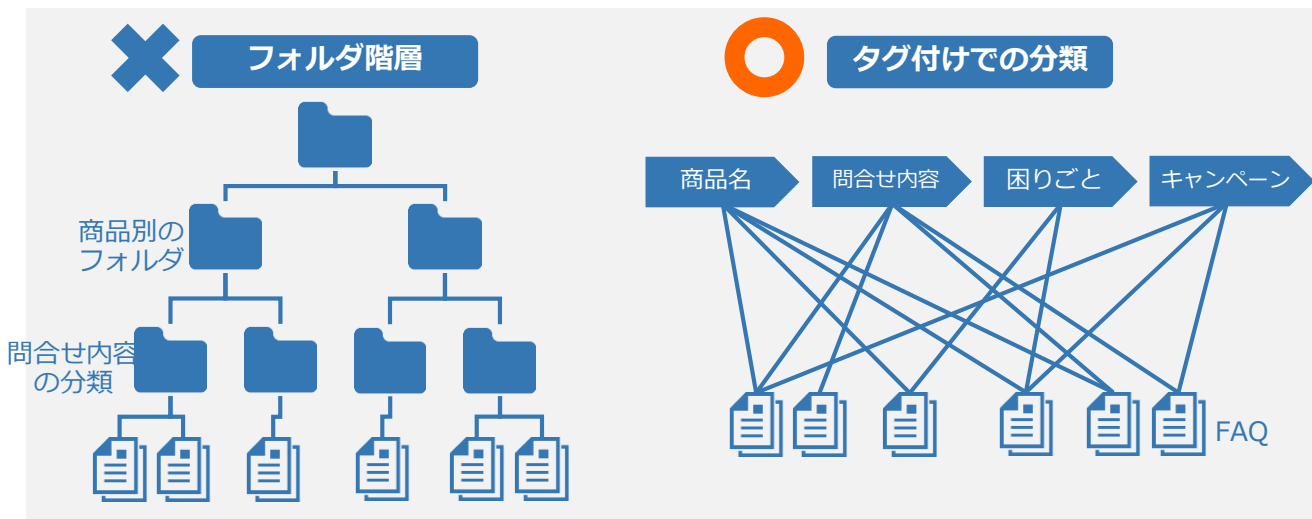 フォルダ階層
商品別の
フォルダ
問合せ内容
の分類
タグ付けでの分類
商品名
問合せ内容
困りごと
キャンペーン
FAQ